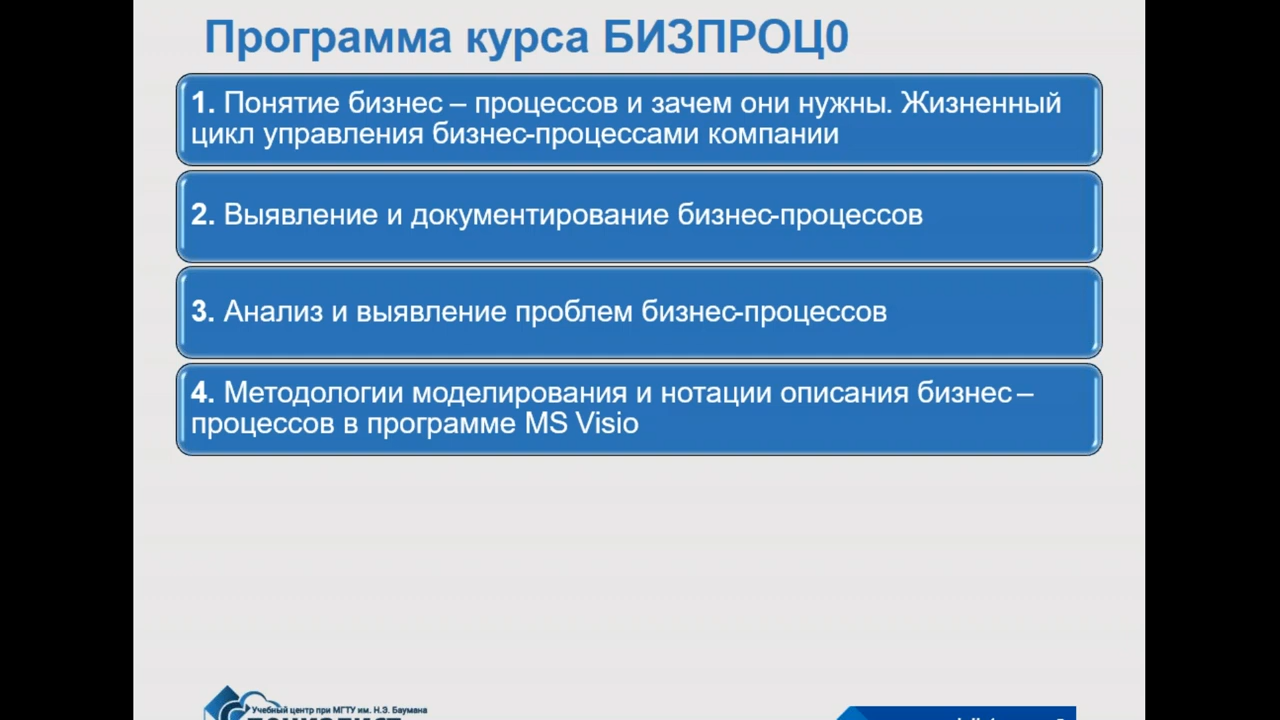 Программа курса БИЗПРОЦ0
1. Понятие бизнес – процессов и зачем они нужны. Жизненный
цикл управления бизнес-процессами компании
2. Выявление и документирование бизнес-процессов
3. Анализ и выявление проблем бизнес-процессов
4. Методологии моделирования и нотации описания бизнес –
процессов в программе MS Visio
Учебный центр при МГТУ им. Н.Э. Баумана